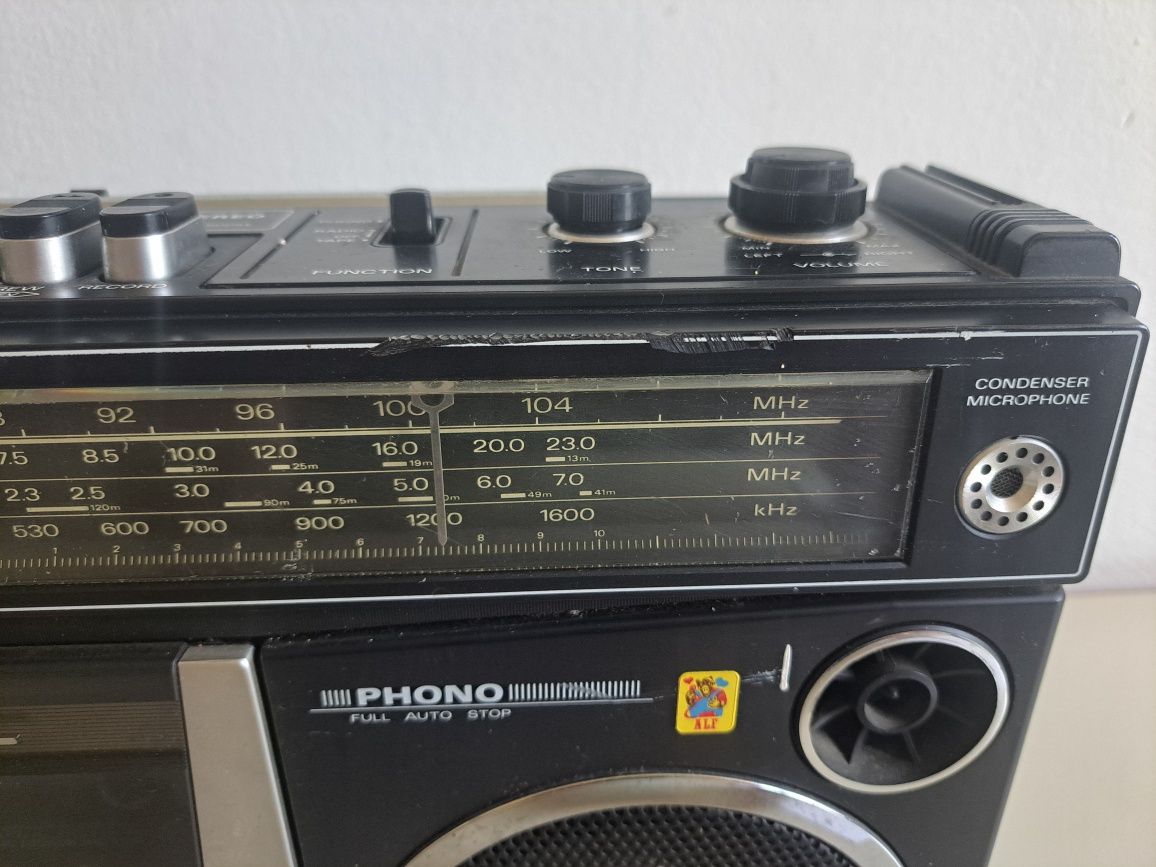 RADIO
TAPE
FUNCTION
LOW HIGH
TONE
MIN MAX
LEFT RIGHT
VOLUME
RECORD
CONDENSER
MICROPHONE
92 96 100 104 MHz
7.5 8.5 10.0 12.0 16.0 20.0 23.0 MHz
31m 25m 19m 13m
2.3 2.5 3.0 4.0 5.0 6.0 7.0 MHz
120m 90m 75m 49m 41m
530 600 700 900 1200 1600 kHz
1 2 3 4 5 6 7 8 9 10
PHONO
FULL AUTO STOP
ALF